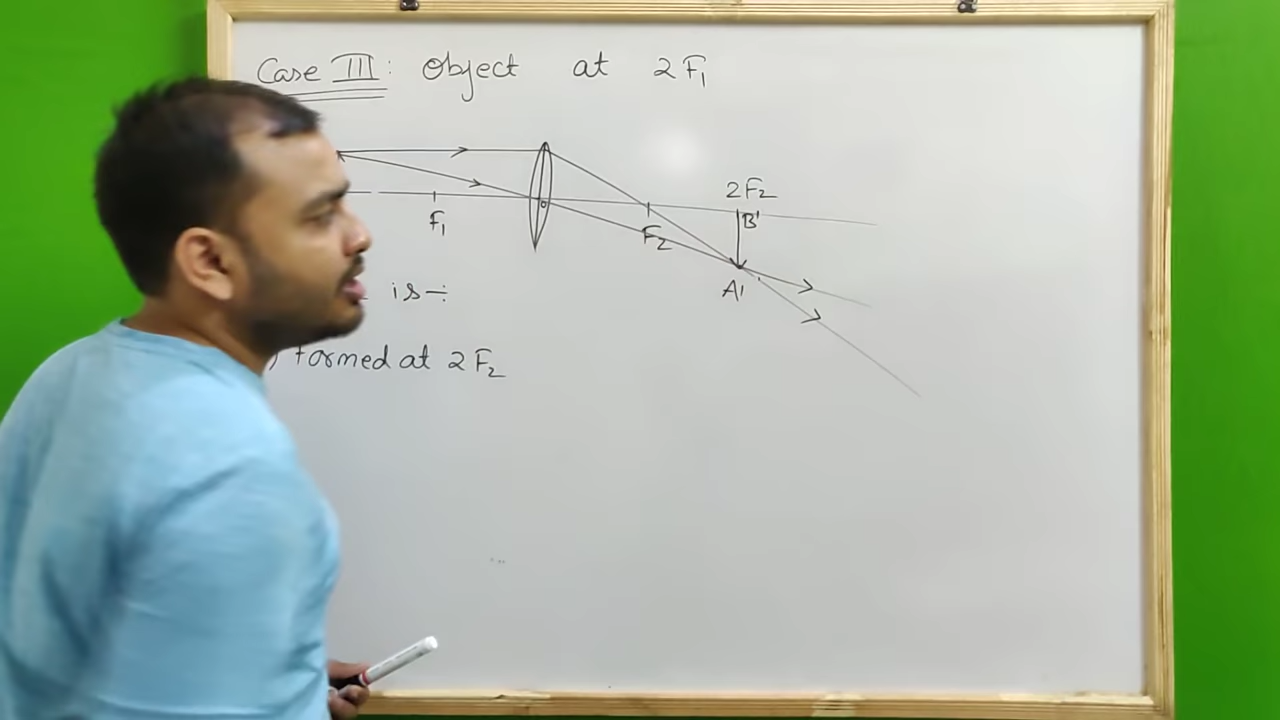 Case III: Object at 2F₁
2F₂
F₁
F₂
B'
A'
is :-
formed at 2F₂